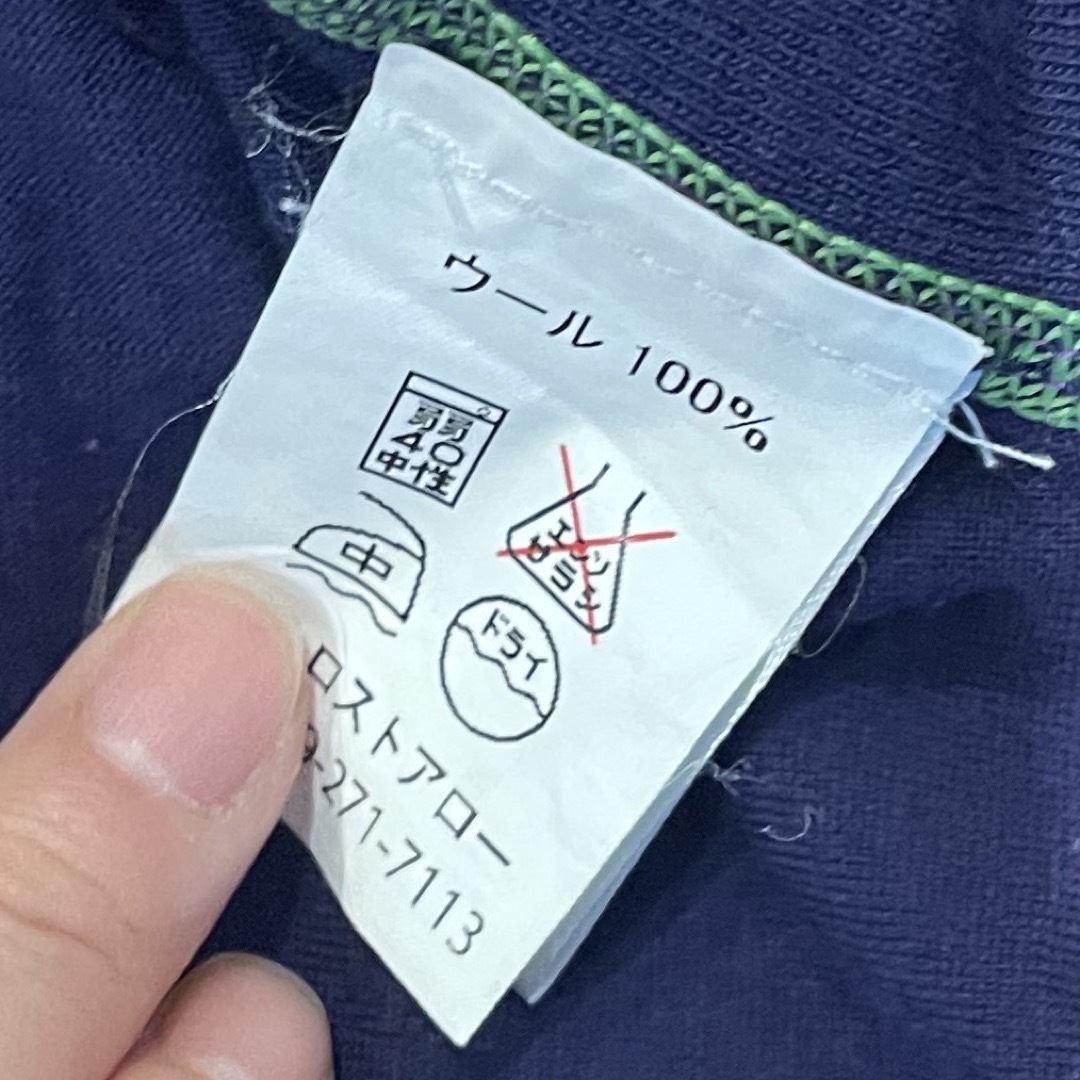 ウール 100%
弱
40
中性
エンソ
サラシ
中
ドライ
ロストアロー
9-271-7113